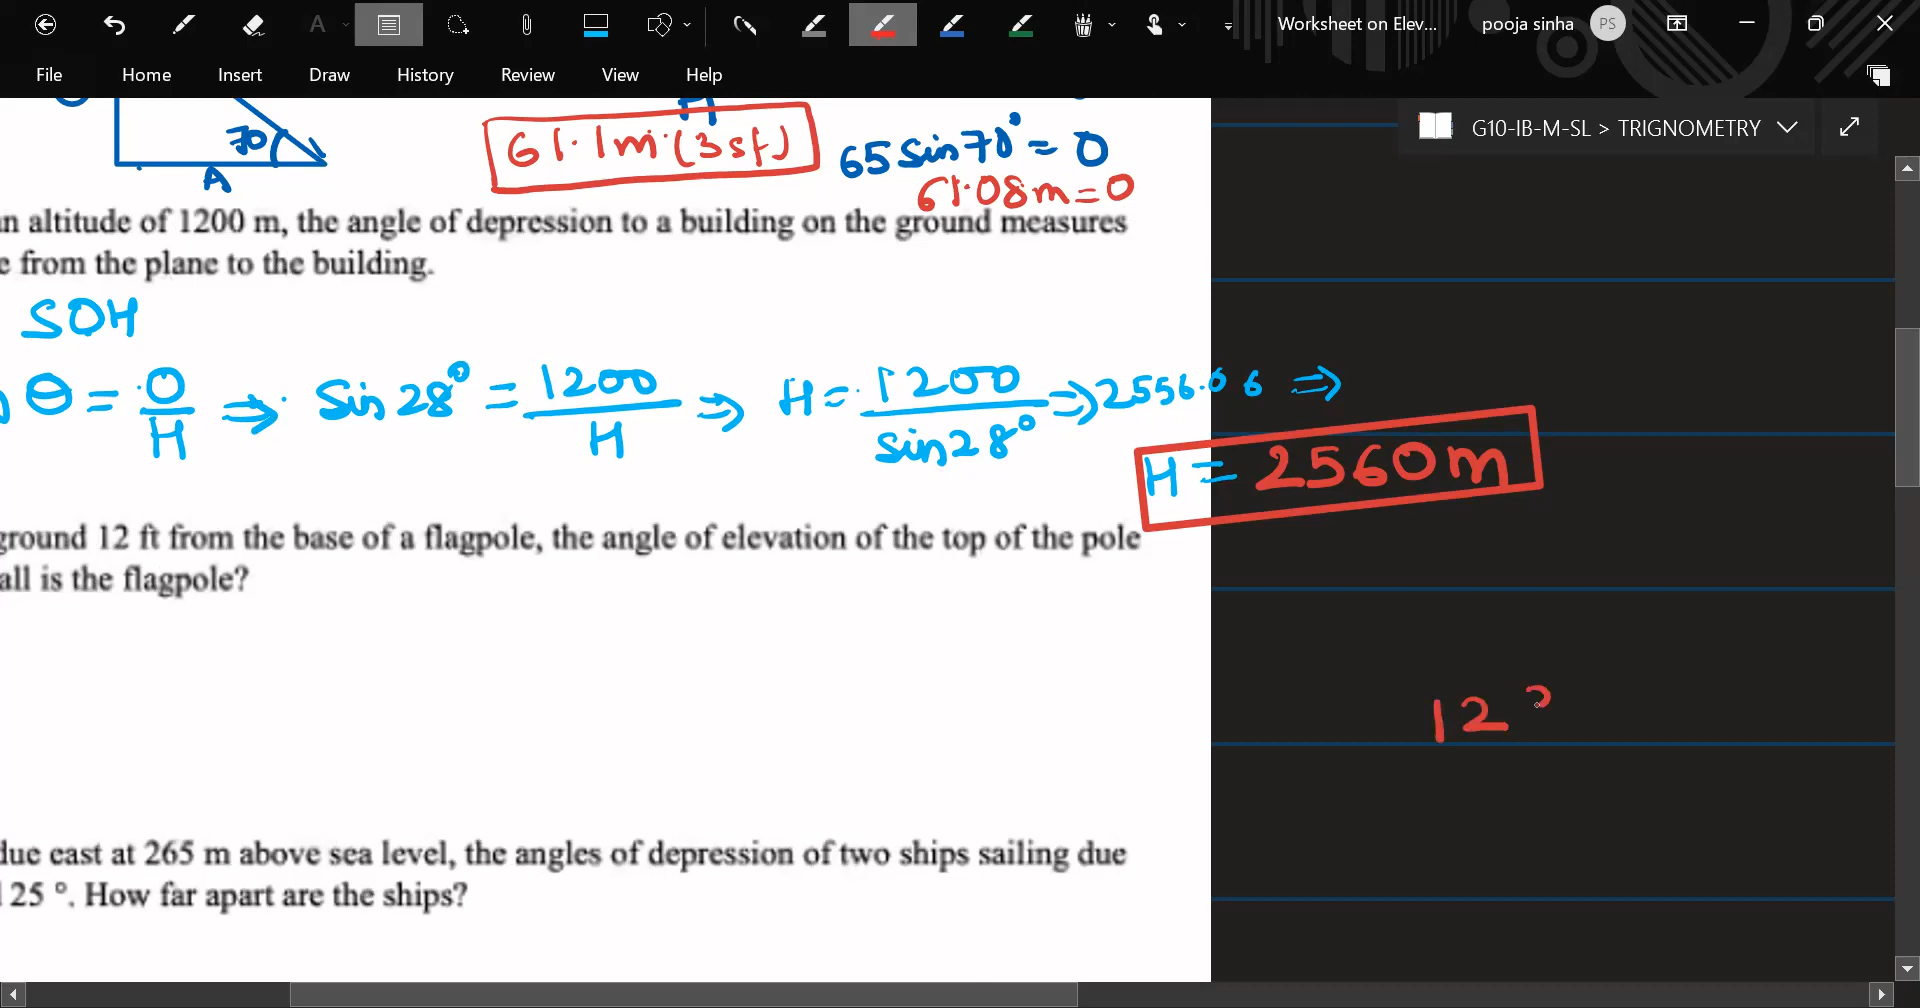 Worksheet on Elev... pooja sinha PS
File Home Insert Draw History Review View Help
G10-IB-M-SL > TRIGNOMETRY
70°
A
H
61.1m.(3sf)
65 sin70° = O
61.08m = O
an altitude of 1200 m, the angle of depression to a building on the ground measures
e from the plane to the building.
SOH
θ = O/H ⇒ Sin 28° = 1200/H ⇒ H = 1200/sin28° ⇒ 2556.06 ⇒
H = 2560m
ground 12 ft from the base of a flagpole, the angle of elevation of the top of the pole
all is the flagpole?
12
due east at 265 m above sea level, the angles of depression of two ships sailing due
25 °. How far apart are the ships?